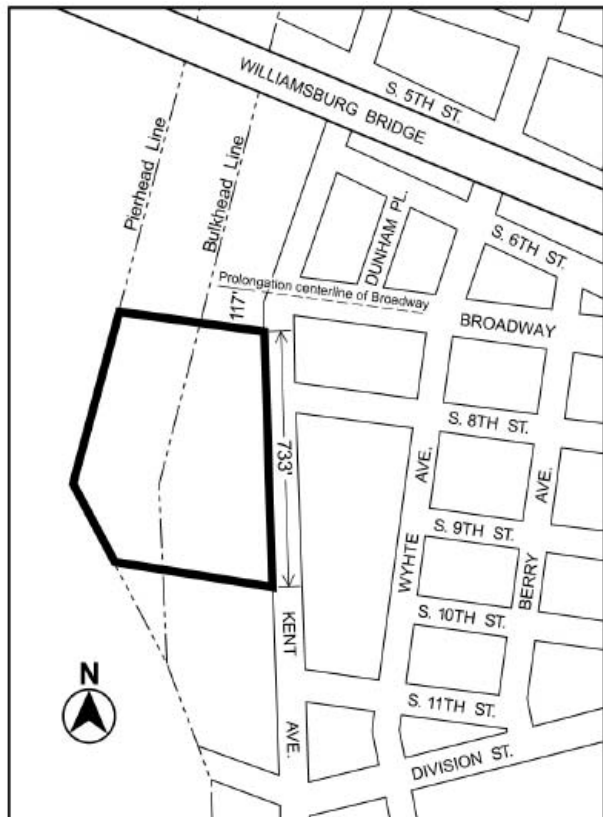 S. 5TH ST.
WILLIAMSBURG BRIDGE
Pierhead Line
Bulkhead Line
DUNHAM PL.
S. 6TH ST.
Prolongation centerline of Broadway
117'
BROADWAY
S. 8TH ST.
733'
AVE.
AVE.
S. 9TH ST.
WYHTE
BERRY
KENT
S. 10TH ST.
N
S. 11TH ST.
AVE.
DIVISION ST.